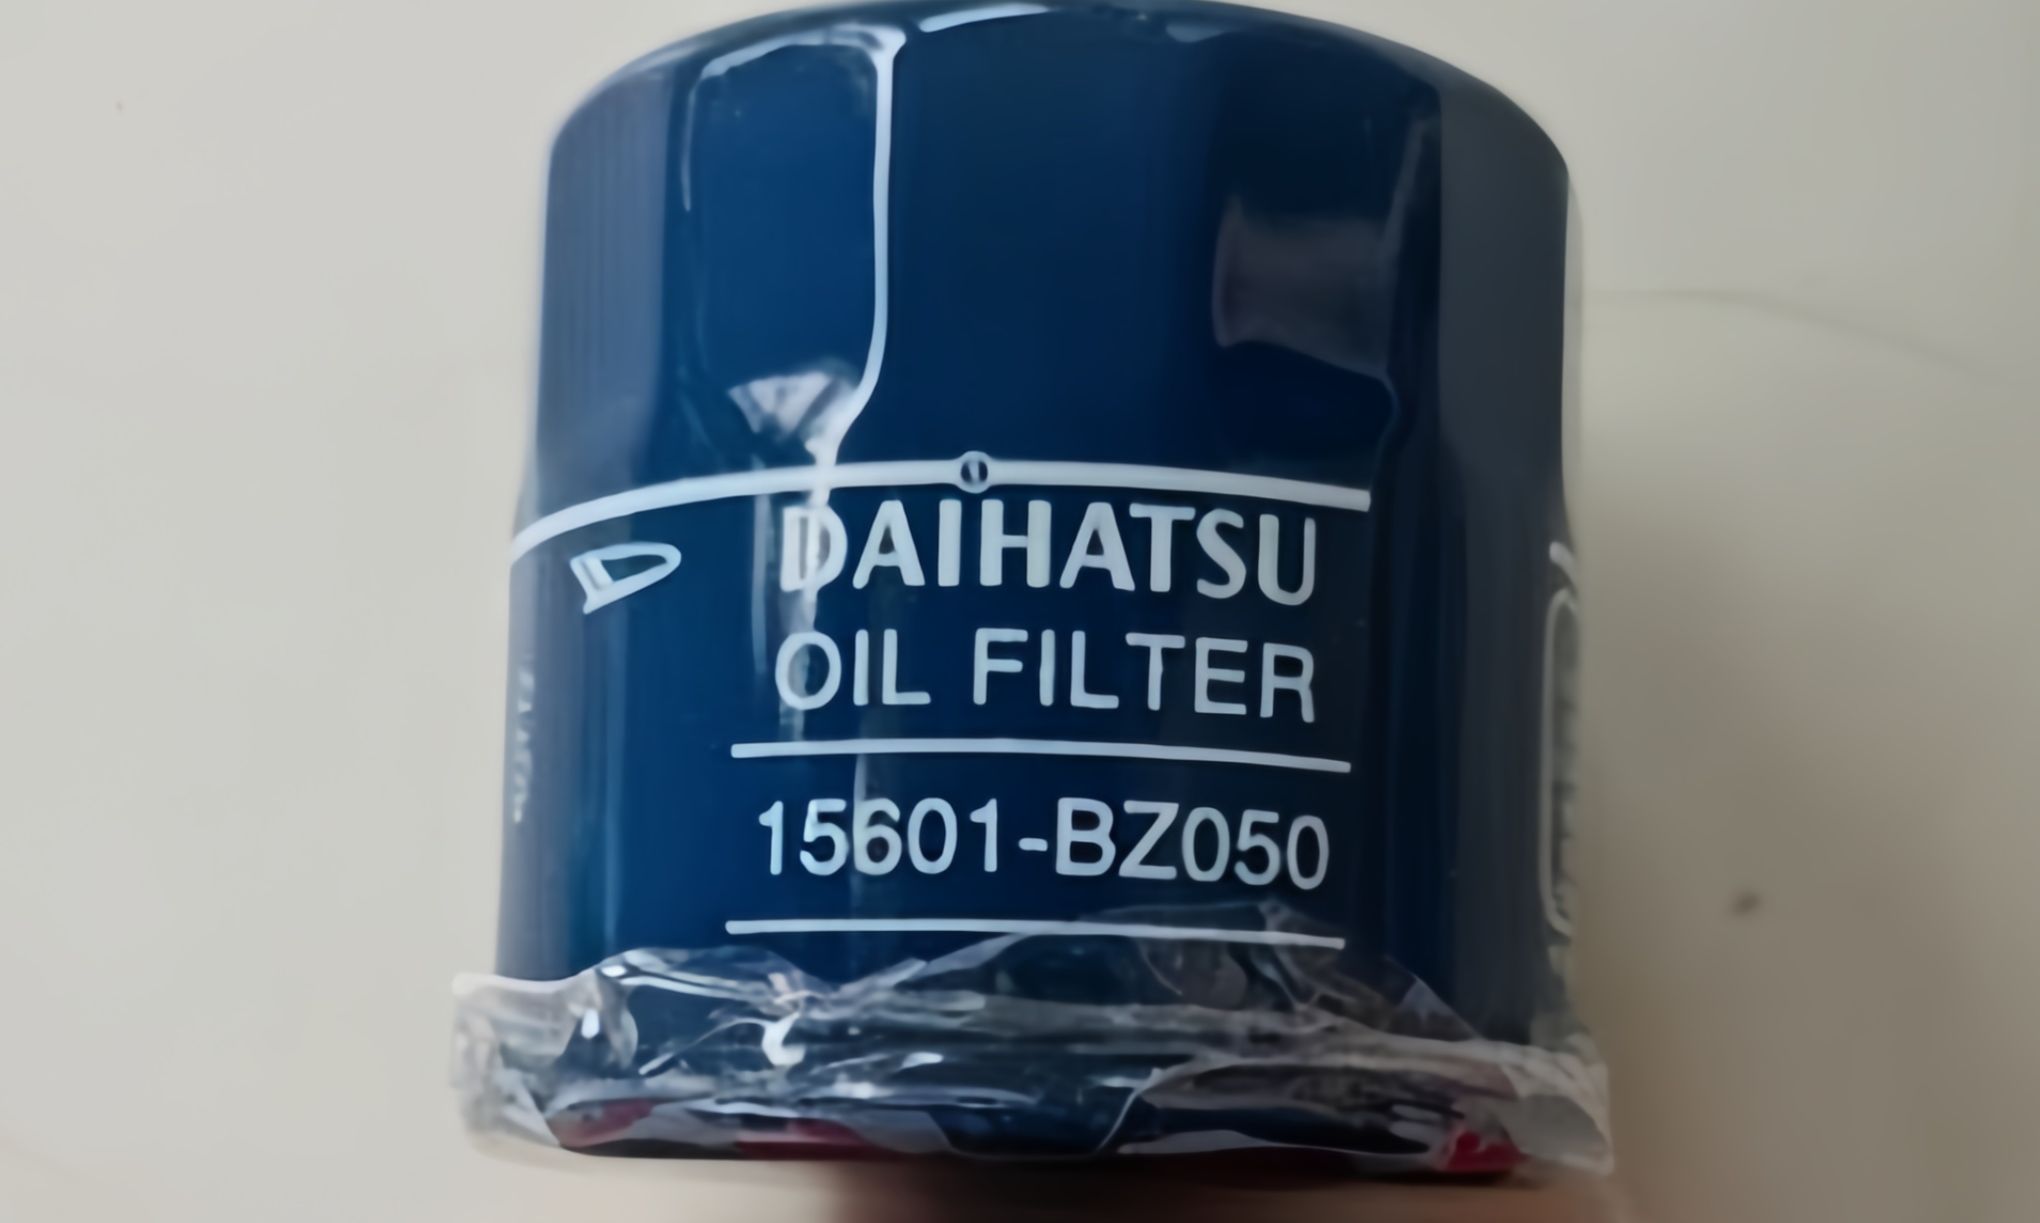 DAIHATSU
OIL FILTER
15601-BZ050